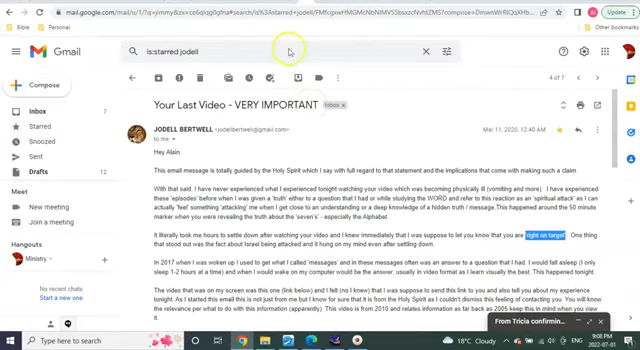 mail.google.com/mail/u/1/?q=jimmy&zx=ce6qlqg0gfna#search/is%3Astarred+jodell/
Update
Bible
Personal
Other bookmarks
Gmail
is:starred jodell
Compose
4 of 7
Inbox
7
Starred
Snoozed
Sent
Drafts
12
Meet
New meeting
Join a meeting
Hangouts
Ministry
No recent chats
Start a new one
Your Last Video - VERY IMPORTANT
Inbox x
JODELL BERTWELL <jodellbertwell@gmail.com>
Mar 11, 2020, 12:40 AM
to me
Hey Alain
This email message is totally guided by the Holy Spirit which I say with full regard to that statement and the implications that come with making such a claim.
With that said, I have never experienced what I experienced tonight watching your video which was becoming physically ill (vomiting and more). I have experienced
these 'episodes' before when I was given a 'truth' either to a question that I had or while studying the WORD and refer to this reaction as an 'spiritual attack' as I can
actually 'feel' something 'attacking' me when I get close to an understanding or a deep knowledge of a hidden truth / message. This happened around the 50 minute
marker when you were revealing the truth about the 'seven's' - especially the Alphabet.
It literally took me hours to settle down after watching your video and I knew immediately that I was suppose to let you know that you are 'right on target'. One thing
that stood out was the fact about Israel being attacked and it hung on my mind even after settling down.
In 2017 when I was woken up I used to get what I called 'messages' and in these messages often was an answer to a question that I had. I would fall asleep (I only
sleep 1-2 hours at a time) and when I would wake on my computer would be the answer, usually in video format as I learn visually the best. This happened tonight.
The video that was on my screen was this one (link below) and I felt (no I knew) that I was suppose to send this link to you and also tell you about my experience
tonight. As I started this email this is not just from me but I know for sure that it is from the Holy Spirit as I couldn't dismiss this feeling of contacting you. You will know
the relevance per what to do with this information (apparently). This video is from 2010 and relates information as far back as 2005 keep this in mind when you view
it.
From Tricia confirmin...
Type here to search
18°C Cloudy
9:08 PM
2022-07-01